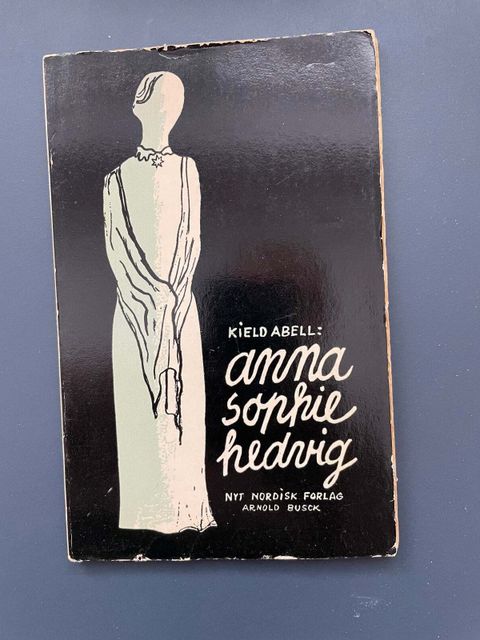 KiELD ABELL:
anna
sophie
hedvig
NYT NORDISK FORLAG
ARNOLD BUSCK